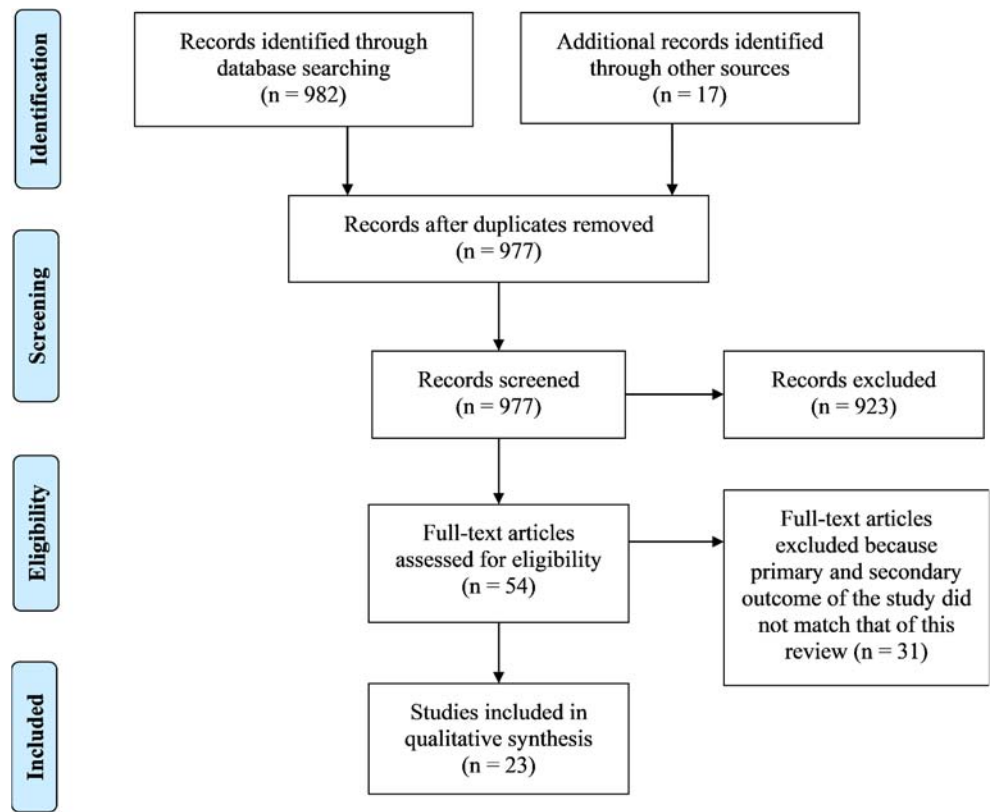 Identification
Records identified through
database searching
(n = 982)
Additional records identified
through other sources
(n = 17)
Records after duplicates removed
(n = 977)
Screening
Records screened
(n = 977)
Records excluded
(n = 923)
Eligibility
Full-text articles
assessed for eligibility
(n = 54)
Full-text articles
excluded because
primary and secondary
outcome of the study did
not match that of this
review (n = 31)
Included
Studies included in
qualitative synthesis
(n = 23)